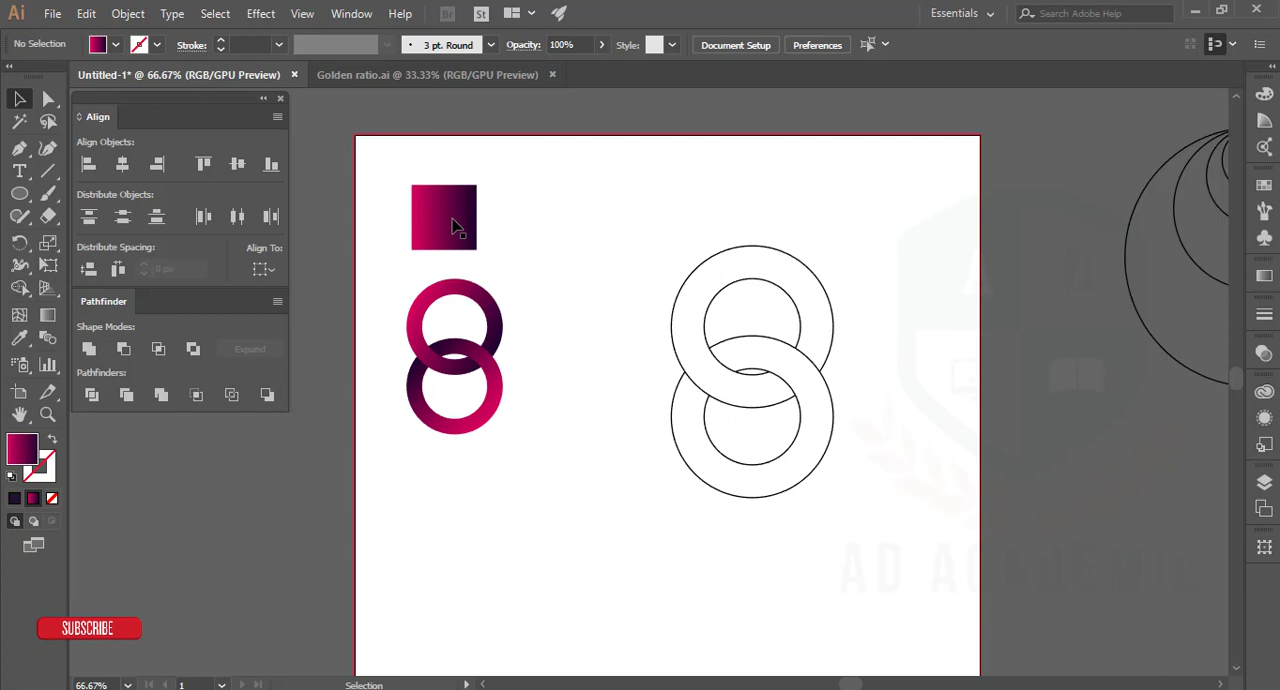 Ai File Edit Object Type Select Effect View Window Help Br St Essentials Search Adobe Help
No Selection Stroke: 3 pt. Round Opacity: 100% Style: Document Setup Preferences
Untitled-1* @ 66.67% (RGB/GPU Preview) Golden ratio.ai @ 33.33% (RGB/GPU Preview)
Align
Align Objects:
Distribute Objects:
Distribute Spacing: Align To:
0 px
Pathfinder
Shape Modes:
Expand
Pathfinders:
SUBSCRIBE
66.67% 1 Selection